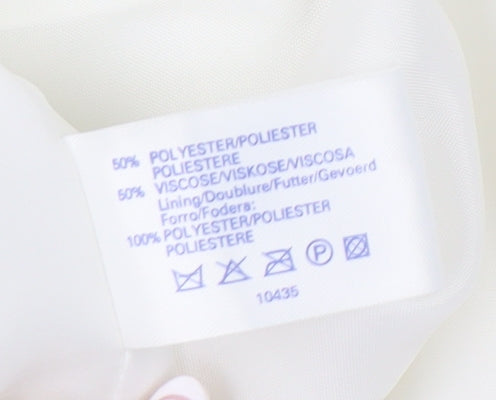 50% POLYESTER/POLIESTER
POLIESTERE
50% VISCOSE/VISKOSE/VISCOSA
Lining/Doublure/Futter/Gevoerd
Forro/Fodera:
100% POLYESTER/POLIESTER
POLIESTERE
P
10435